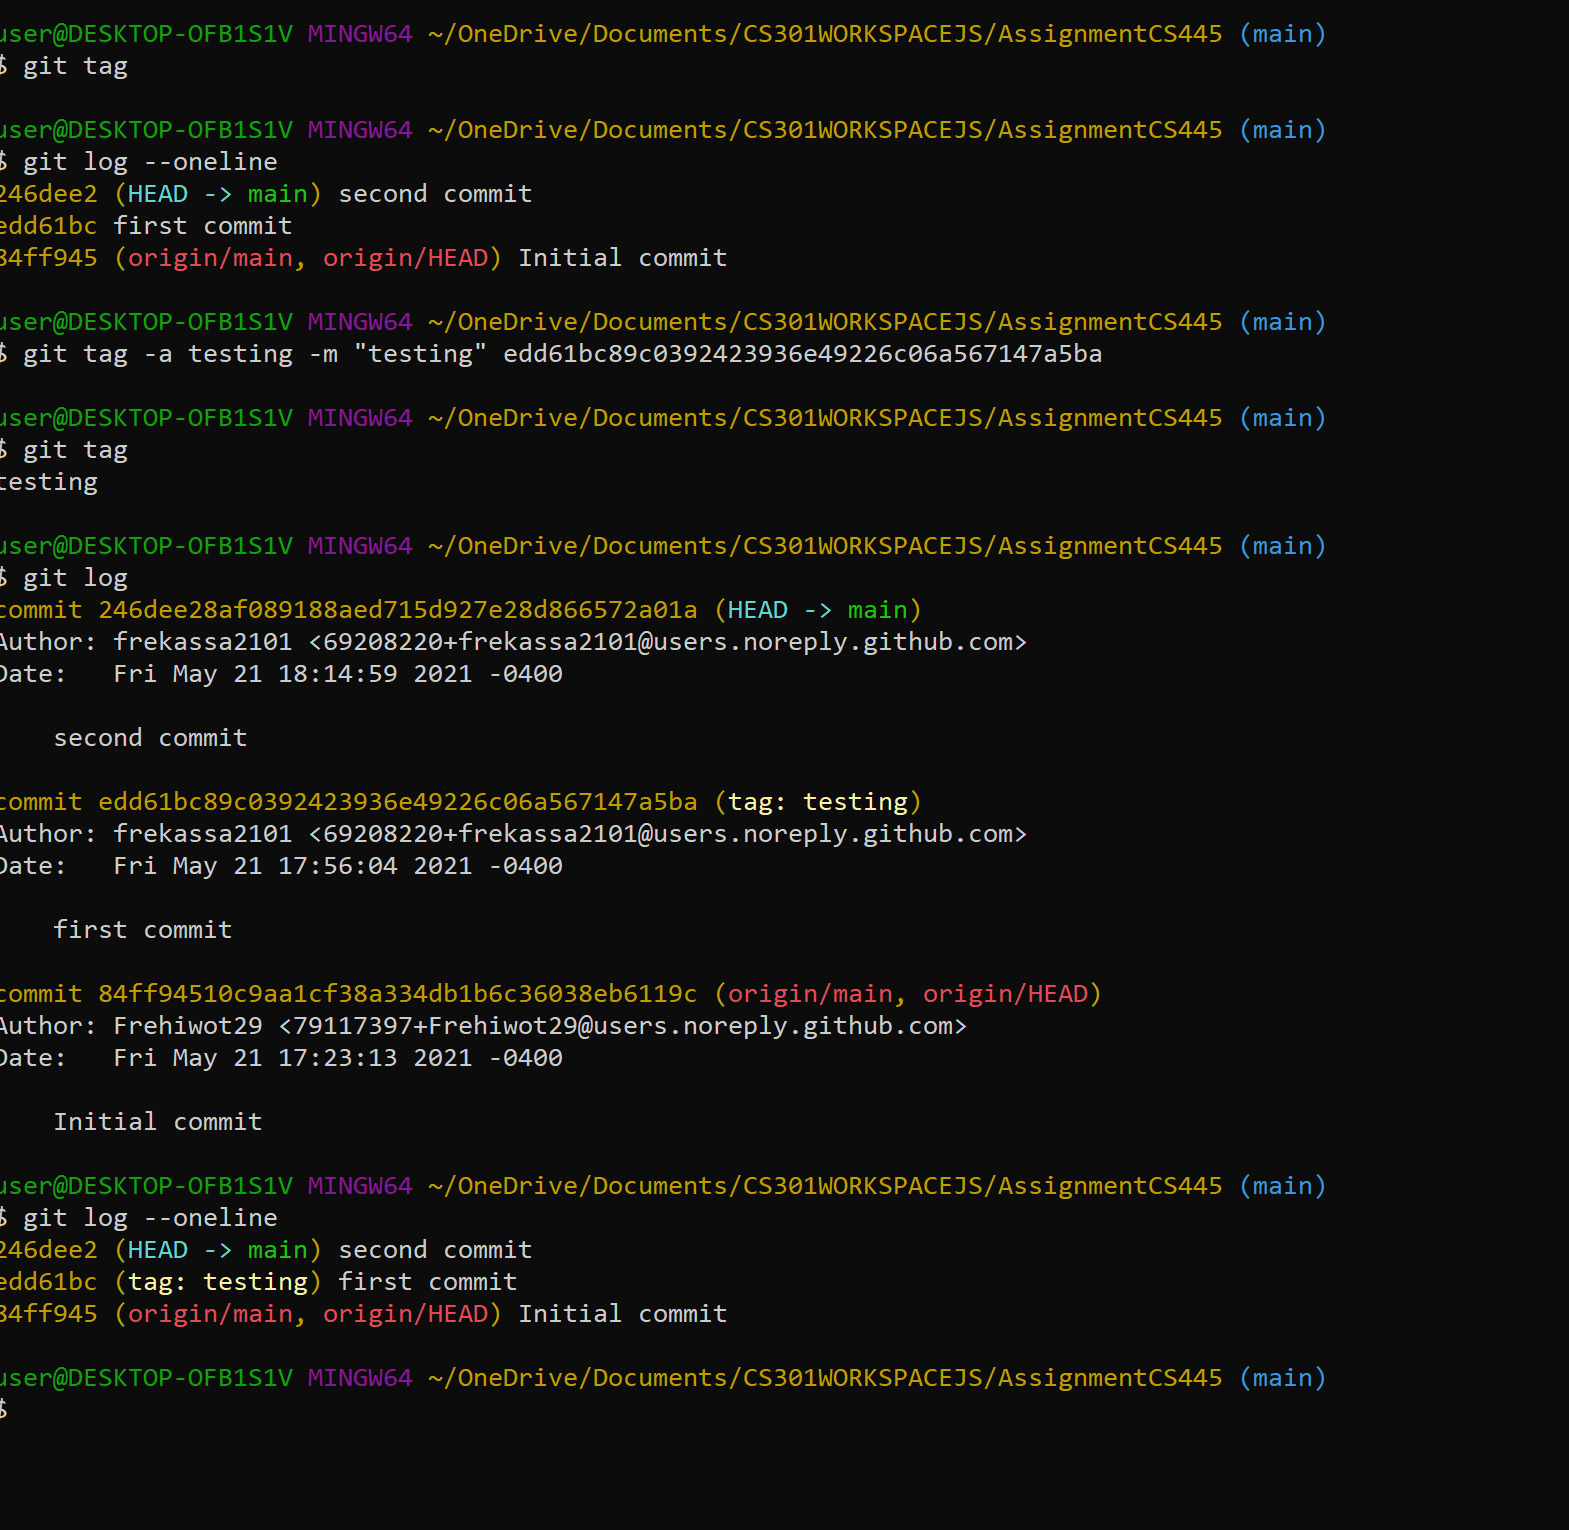 user@DESKTOP-OFB1S1V MINGW64 ~/OneDrive/Documents/CS301WORKSPACEJS/AssignmentCS445 (main)
$ git tag
user@DESKTOP-OFB1S1V MINGW64 ~/OneDrive/Documents/CS301WORKSPACEJS/AssignmentCS445 (main)
$ git log --oneline
246dee2 (HEAD -> main) second commit
edd61bc first commit
84ff945 (origin/main, origin/HEAD) Initial commit
user@DESKTOP-OFB1S1V MINGW64 ~/OneDrive/Documents/CS301WORKSPACEJS/AssignmentCS445 (main)
$ git tag -a testing -m "testing" edd61bc89c0392423936e49226c06a567147a5ba
user@DESKTOP-OFB1S1V MINGW64 ~/OneDrive/Documents/CS301WORKSPACEJS/AssignmentCS445 (main)
$ git tag
testing
user@DESKTOP-OFB1S1V MINGW64 ~/OneDrive/Documents/CS301WORKSPACEJS/AssignmentCS445 (main)
$ git log
commit 246dee28af089188aed715d927e28d866572a01a (HEAD -> main)
Author: frekassa2101 <69208220+frekassa2101@users.noreply.github.com>
Date:   Fri May 21 18:14:59 2021 -0400
    second commit
commit edd61bc89c0392423936e49226c06a567147a5ba (tag: testing)
Author: frekassa2101 <69208220+frekassa2101@users.noreply.github.com>
Date:   Fri May 21 17:56:04 2021 -0400
    first commit
commit 84ff94510c9aa1cf38a334db1b6c36038eb6119c (origin/main, origin/HEAD)
Author: Frehiwot29 <79117397+Frehiwot29@users.noreply.github.com>
Date:   Fri May 21 17:23:13 2021 -0400
    Initial commit
user@DESKTOP-OFB1S1V MINGW64 ~/OneDrive/Documents/CS301WORKSPACEJS/AssignmentCS445 (main)
$ git log --oneline
246dee2 (HEAD -> main) second commit
edd61bc (tag: testing) first commit
84ff945 (origin/main, origin/HEAD) Initial commit
user@DESKTOP-OFB1S1V MINGW64 ~/OneDrive/Documents/CS301WORKSPACEJS/AssignmentCS445 (main)
$